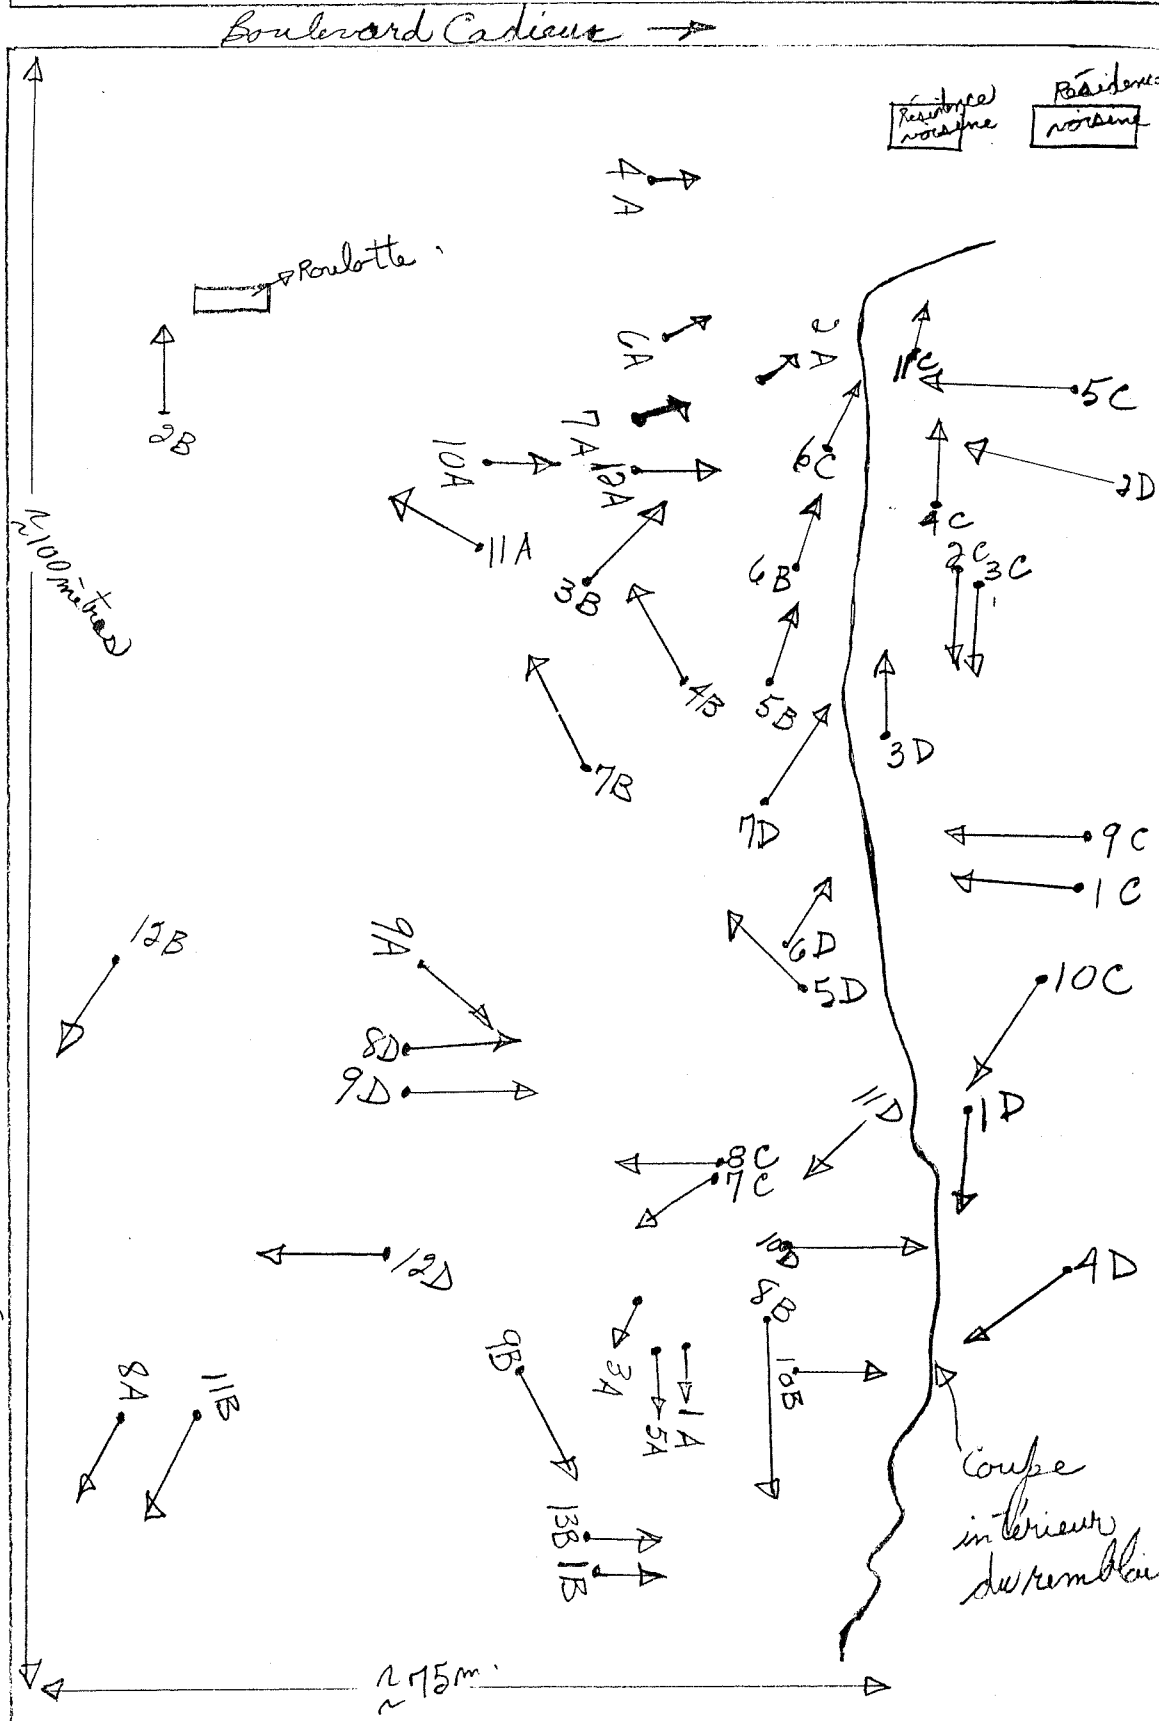 Boulevard Cadieux →
Résidence
voisine
Résidence
voisine
4A
Roulotte
6A
2A
11C
5C
2B
7A
10A
12A
6C
2D
4C
11A
2C
3C
3B
6B
≈100 mètres
4B
5B
3D
7B
7D
9C
1C
12B
9A
6D
5D
10C
8D
9D
11D
1D
8C
7C
10D
12D
4D
8B
3A
9B
10B
8A
11B
5A
1A
Coupe
intérieur
du remblai
13B
1B
≈75m.